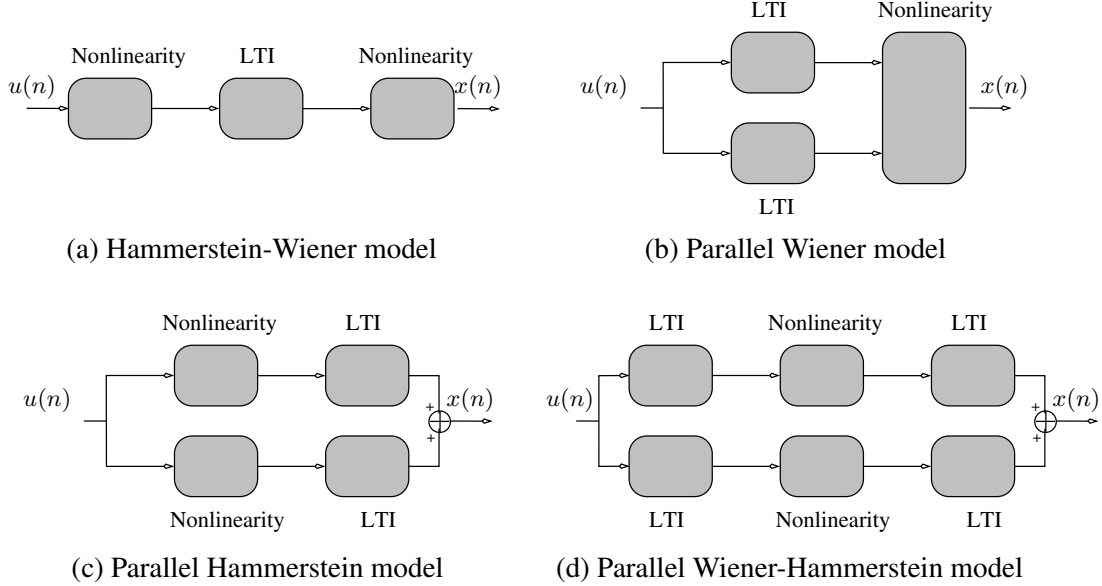 Nonlinearity LTI Nonlinearity
u(n) x(n)
(a) Hammerstein-Wiener model
LTI Nonlinearity
u(n) x(n)
LTI
(b) Parallel Wiener model
Nonlinearity LTI
u(n) x(n)
+
+
Nonlinearity LTI
(c) Parallel Hammerstein model
LTI Nonlinearity LTI
u(n) x(n)
+
+
LTI Nonlinearity LTI
(d) Parallel Wiener-Hammerstein model